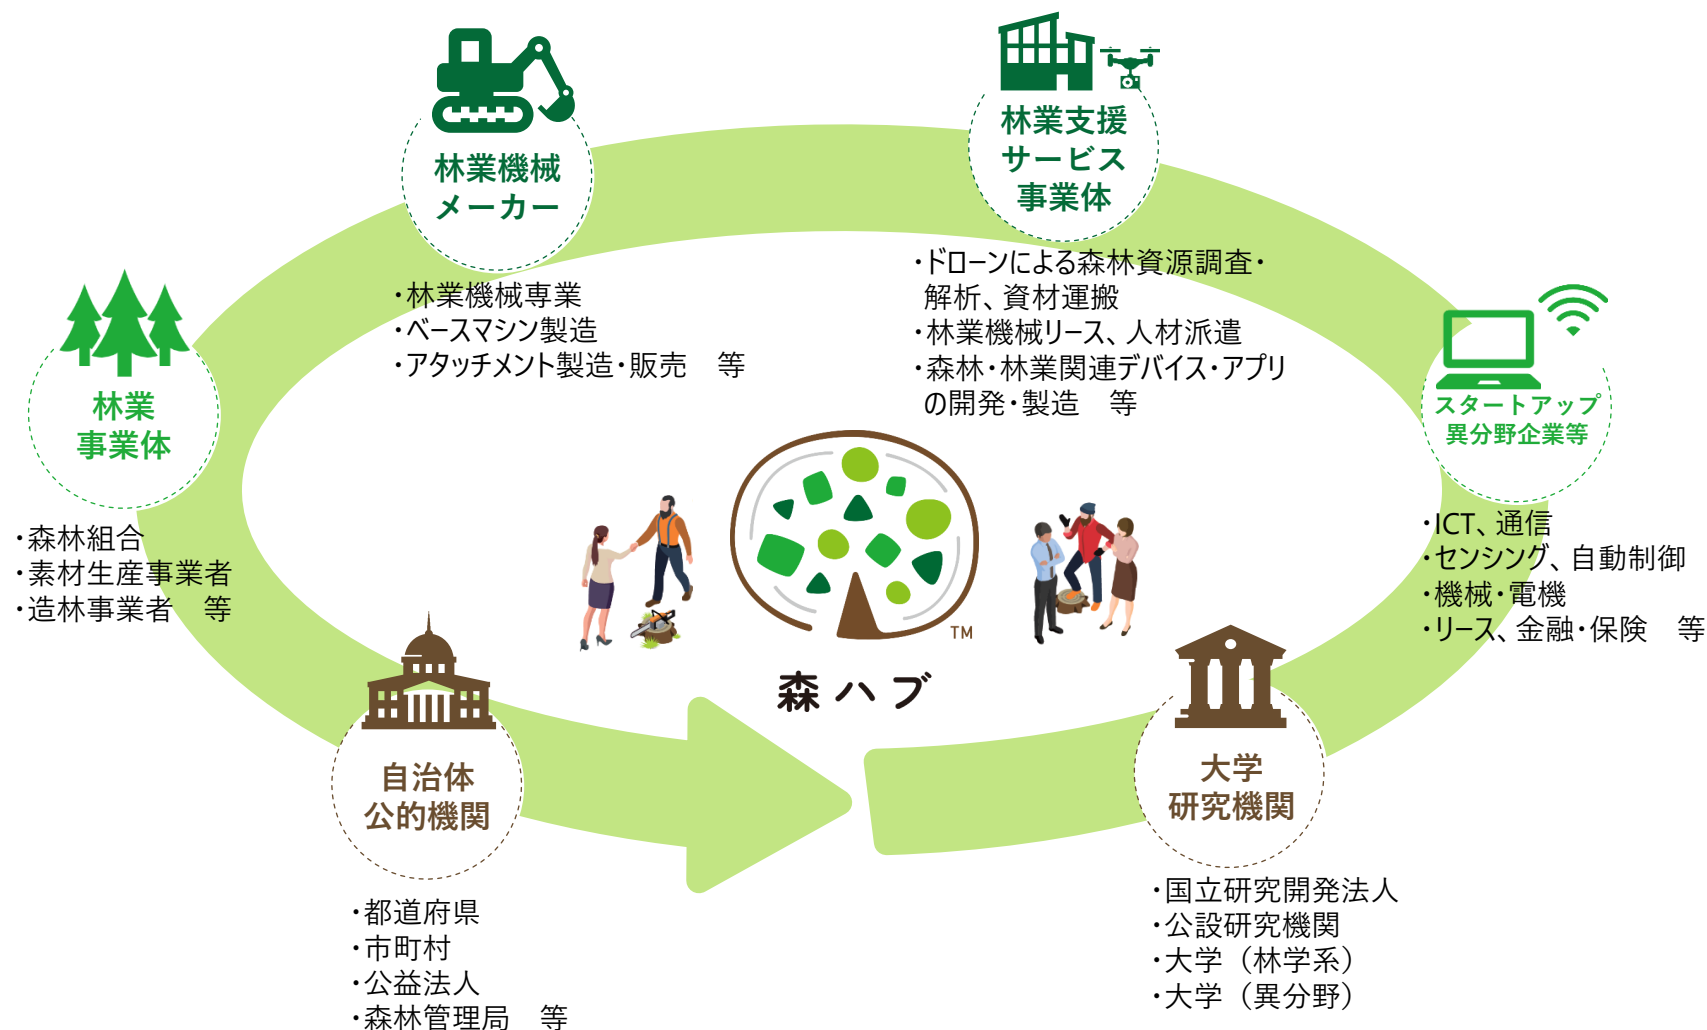 林業機械
メーカー
・林業機械専業
・ベースマシン製造
・アタッチメント製造・販売　等
林業支援
サービス
事業体
・ドローンによる森林資源調査・
解析、資材運搬
・林業機械リース、人材派遣
・森林・林業関連デバイス・アプリ
の開発・製造　等
林業
事業体
・森林組合
・素材生産事業者
・造林事業者　等
スタートアップ
異分野企業等
・ICT、通信
・センシング、自動制御
・機械・電機
・リース、金融・保険　等
TM
森ハブ
自治体
公的機関
・都道府県
・市町村
・公益法人
・森林管理局　等
大学
研究機関
・国立研究開発法人
・公設研究機関
・大学（林学系）
・大学（異分野）